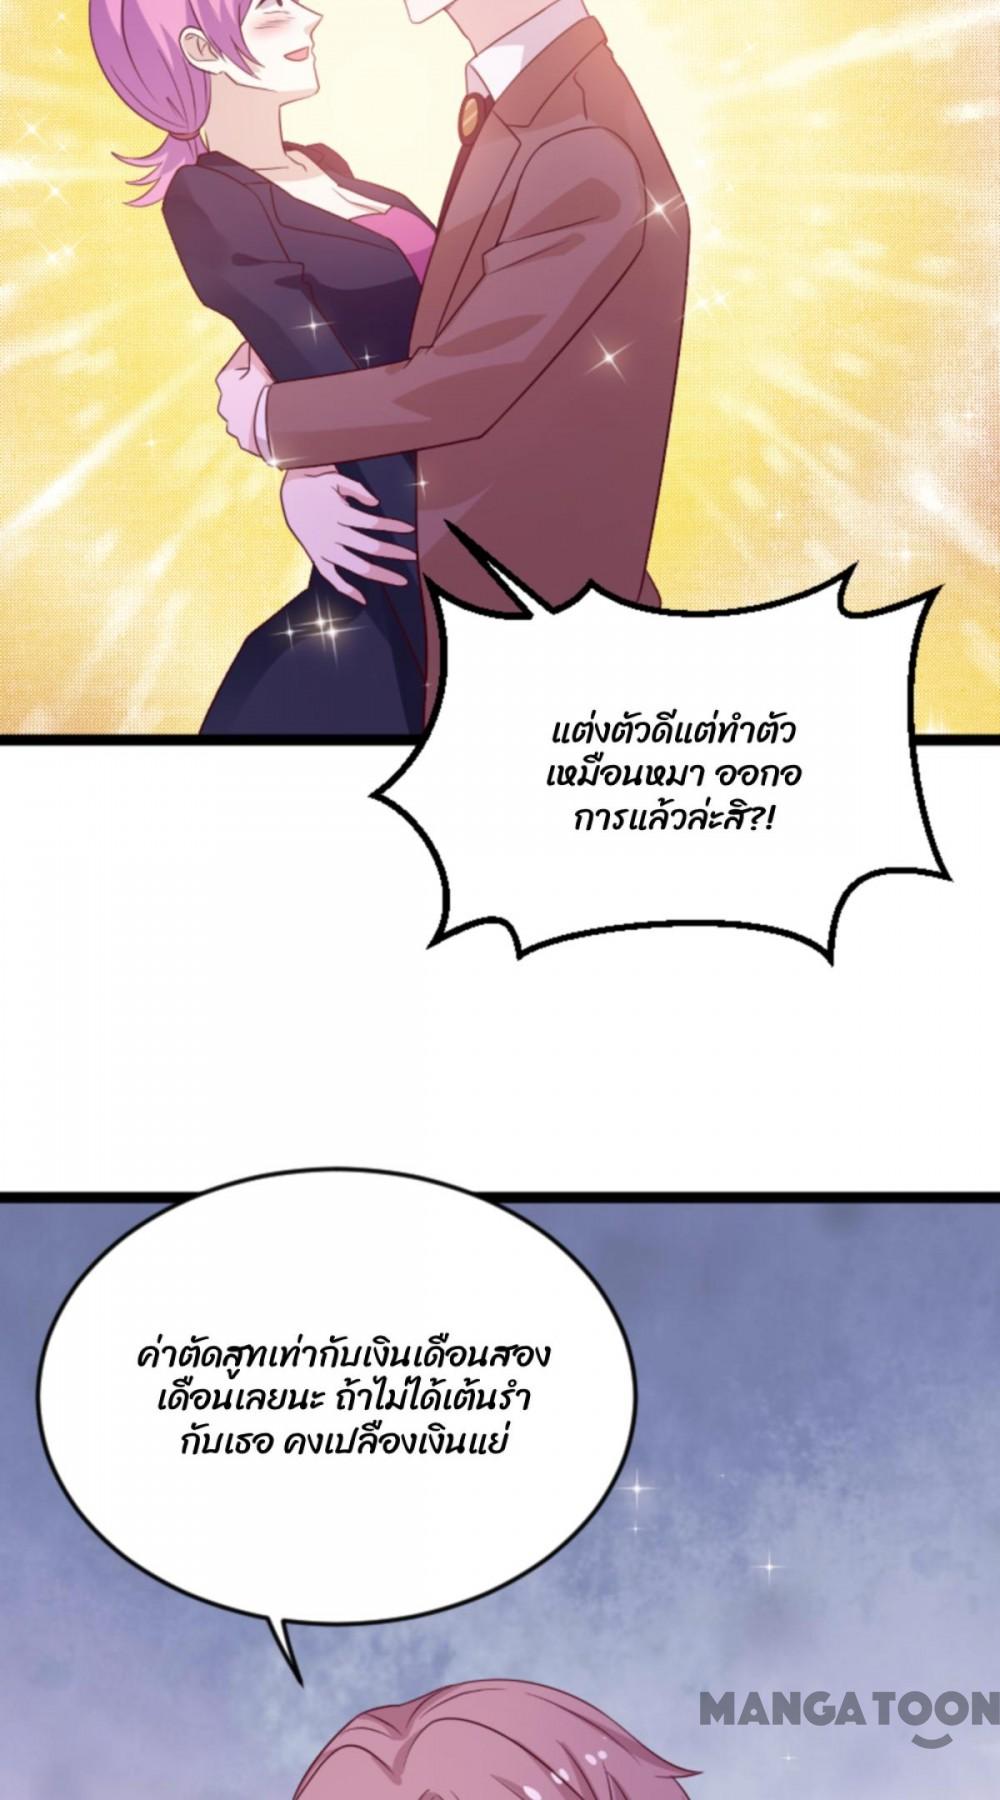 แต่งตัวดีแต่ทำตัว
เหมือนหมา ออกอ
การแล้วล่ะสิ?!
ค่าตัดสูทเท่ากับเงินเดือนสอง
เดือนเลยนะ ถ้าไม่ได้เต้นรำ
กับเธอ คงเปลืองเงินแย่
MANGATOON